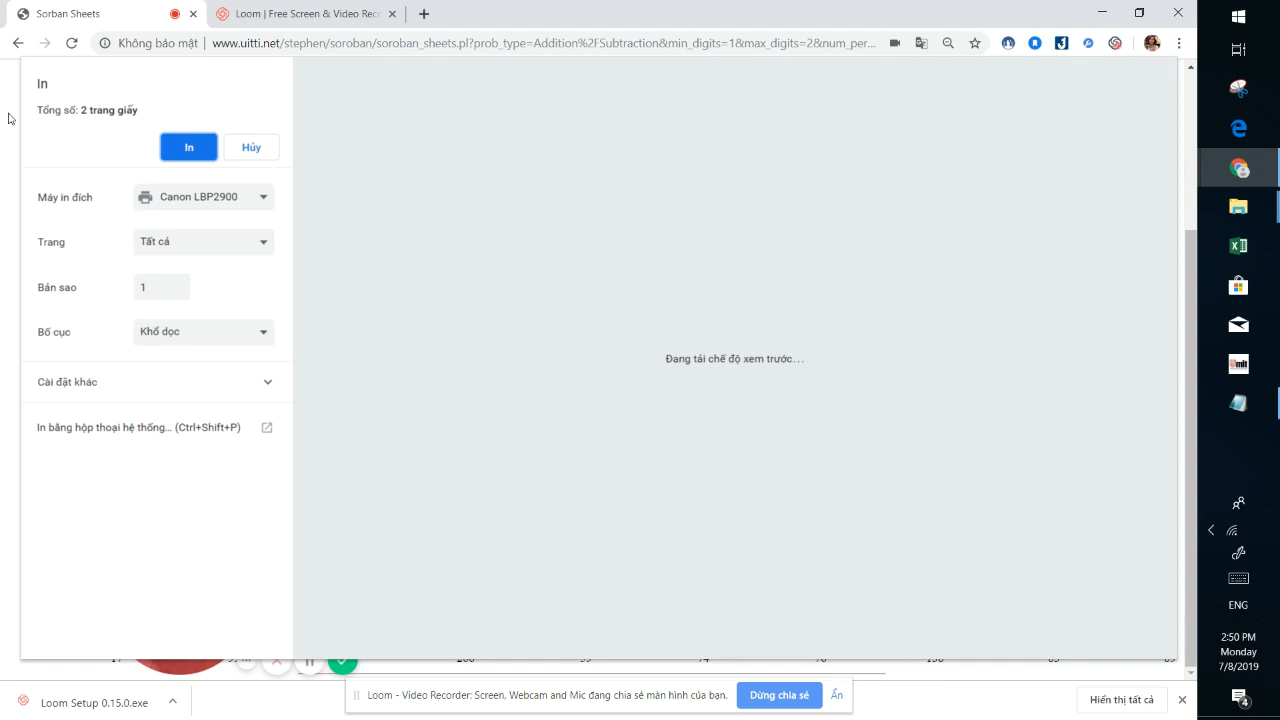 Sorban Sheets
Loom | Free Screen & Video Rec
Không bảo mật | www.uitti.net/stephen/soroban/soroban_sheets.pl?prob_type=Addition%2FSubtraction&min_digits=1&max_digits=2&num_per...
In
Tổng số: 2 trang giấy
In
Hủy
Máy in đích
Canon LBP2900
Trang
Tất cả
Bản sao
1
Bố cục
Khổ dọc
Cài đặt khác
In bằng hộp thoại hệ thống... (Ctrl+Shift+P)
Đang tải chế độ xem trước...
ENG
2:50 PM
Monday
7/8/2019
4
Loom Setup 0.15.0.exe
Loom - Video Recorder: Screen, Webcam and Mic đang chia sẻ màn hình của bạn.
Dừng chia sẻ
Ẩn
Hiển thị tất cả